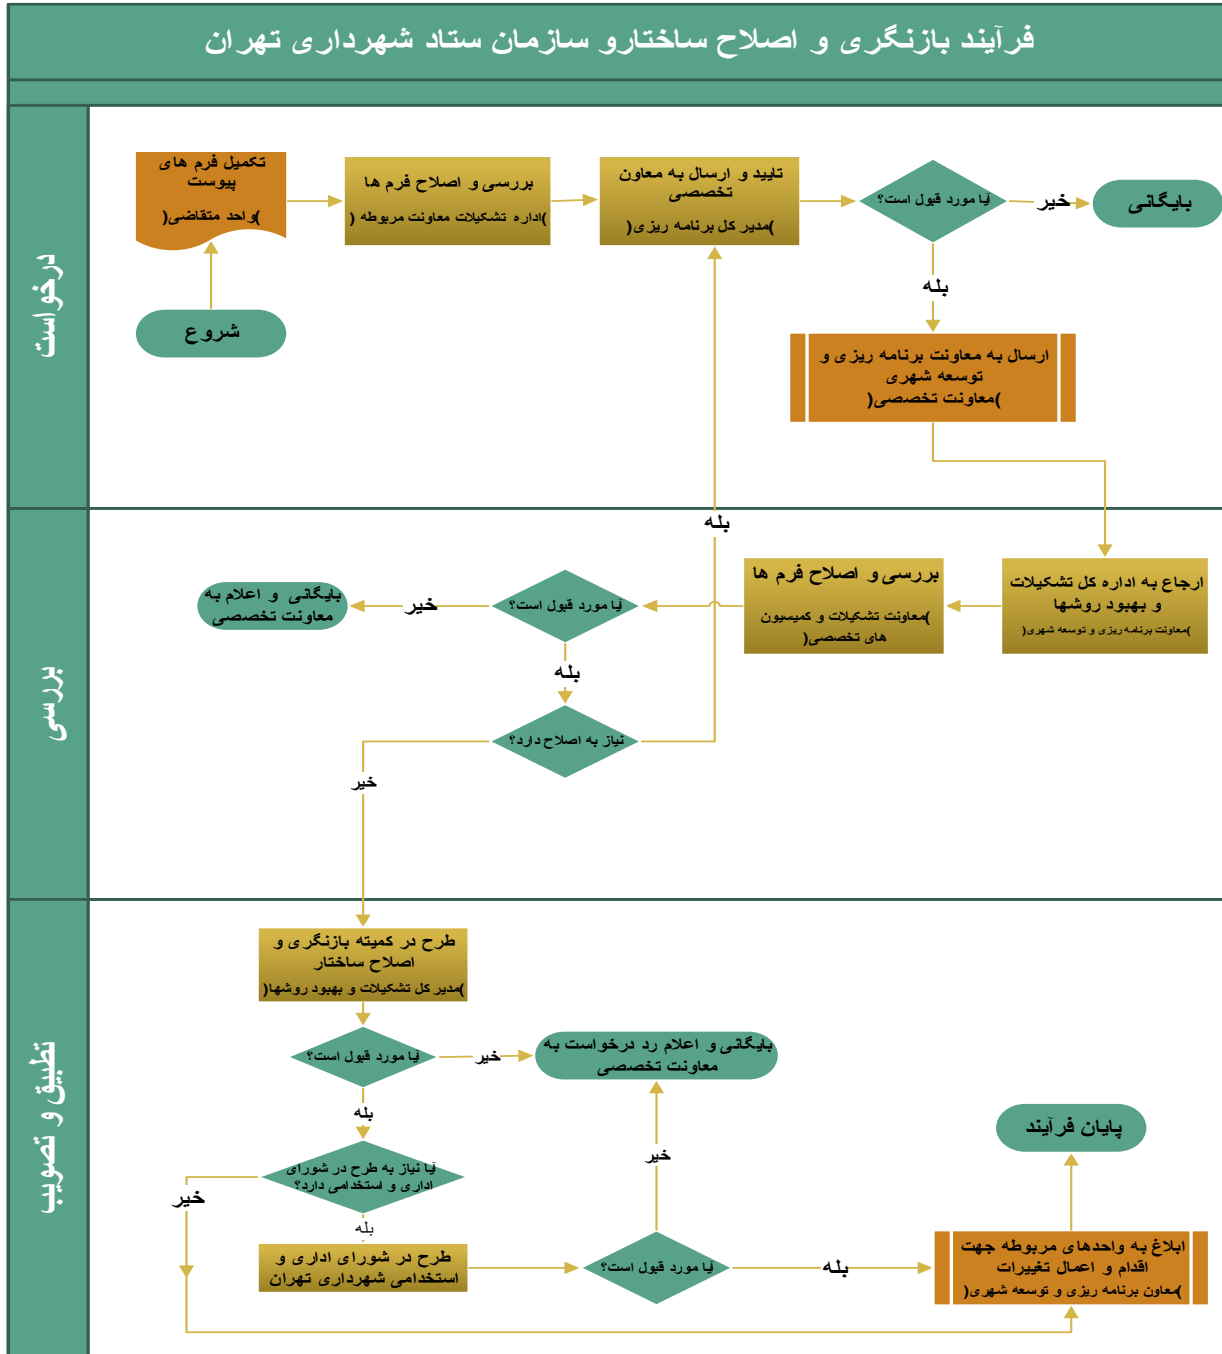 فرآیند بازنگری و اصلاح ساختارو سازمان ستاد شهرداری تهران
درخواست
تکمیل فرم های
پیوست
)واحد متقاضی(
شروع
بررسی و اصلاح فرم ها
)اداره تشکیلات معاونت مربوطه (
تایید و ارسال به معاون
تخصصی
)مدیر کل برنامه ریزی(
آیا مورد قبول است؟
خیر
بایگانی
بله
ارسال به معاونت برنامه ریزی و
توسعه شهری
)معاونت تخصصی(
بررسی
ارجاع به اداره کل تشکیلات
و بهبود روشها
)معاونت برنامه ریزی و توسعه شهری(
بررسی و اصلاح فرم ها
)معاونت تشکیلات و کمیسیون
های تخصصی(
آیا مورد قبول است؟
خیر
بایگانی و اعلام به
معاونت تخصصی
بله
نیاز به اصلاح دارد؟
بله
خیر
تطبیق و تصویب
طرح در کمیته بازنگری و
اصلاح ساختار
)مدیر کل تشکیلات و بهبود روشها(
آیا مورد قبول است؟
خیر
بایگانی و اعلام رد درخواست به
معاونت تخصصی
بله
آیا نیاز به طرح در شورای
اداری و استخدامی دارد؟
خیر
بله
طرح در شورای اداری و
استخدامی شهرداری تهران
آیا مورد قبول است؟
خیر
بله
ابلاغ به واحدهای مربوطه جهت
اقدام و اعمال تغییرات
)معاون برنامه ریزی و توسعه شهری(
پایان فرآیند